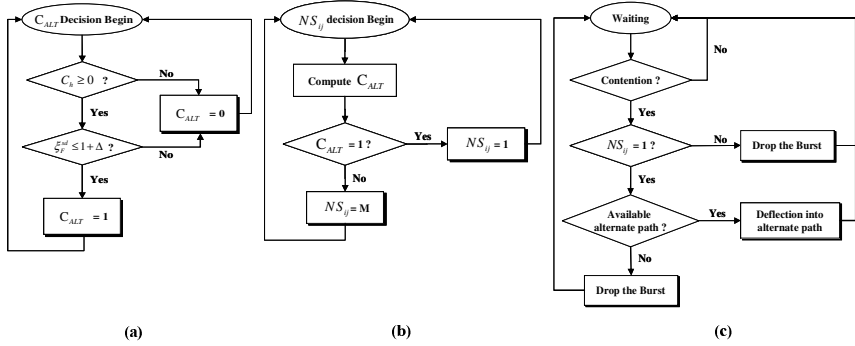 C_ALT Decision Begin
C_h ≥ 0 ?
No
Yes
C_ALT = 0
ξ_F^sd ≤ 1 + Δ ?
No
Yes
C_ALT = 1
(a)
NS_ij decision Begin
Compute C_ALT
C_ALT = 1 ?
Yes
NS_ij = 1
No
NS_ij = M
(b)
Waiting
No
Contention ?
Yes
NS_ij = 1 ?
No
Drop the Burst
Yes
Available
alternate path ?
Yes
Deflection into
alternate path
No
Drop the Burst
(c)